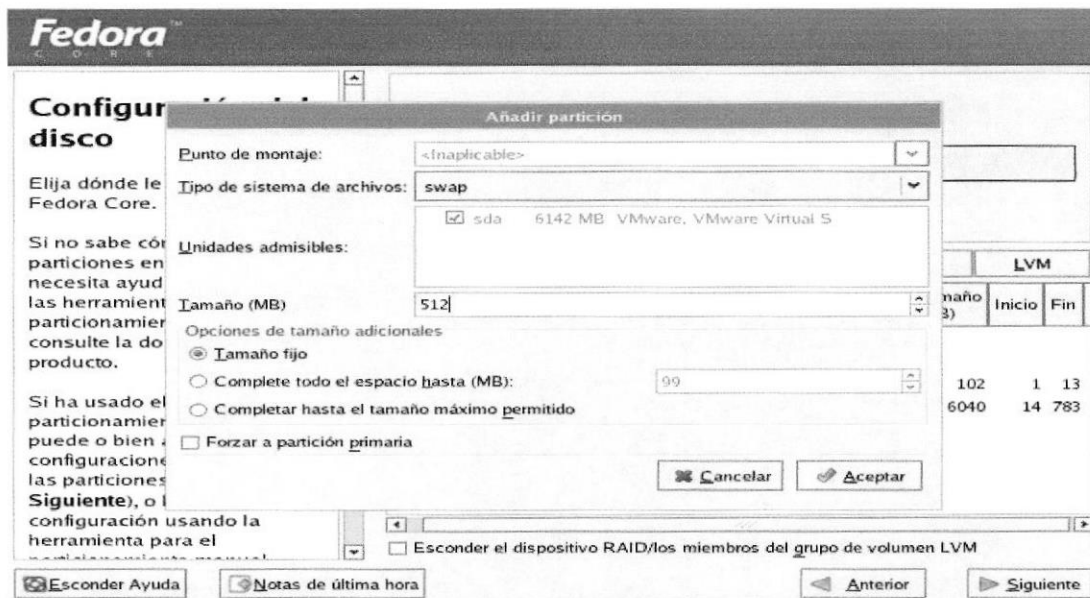 Fedora™
CORE
Configur
disco
Elija dónde le
Fedora Core.
Si no sabe cór
particiones en
necesita ayud
las herramient
particionamier
consulte la do
producto.
Si ha usado el
particionamier
puede o bien
configuracione
las particiones
Siguiente), o l
configuración usando la
herramienta para el
Añadir partición
Punto de montaje:
<Inaplicable>
Tipo de sistema de archivos:
swap
Unidades admisibles:
sda 6142 MB VMware, VMware Virtual S
Tamaño (MB)
512
Opciones de tamaño adicionales
Tamaño fijo
Complete todo el espacio hasta (MB):
99
Completar hasta el tamaño máximo permitido
Forzar a partición primaria
Cancelar
Aceptar
LVM
maño
B)
Inicio
Fin
102 1 13
6040 14 783
Esconder el dispositivo RAID/los miembros del grupo de volumen LVM
Esconder Ayuda
Notas de última hora
Anterior
Siguiente